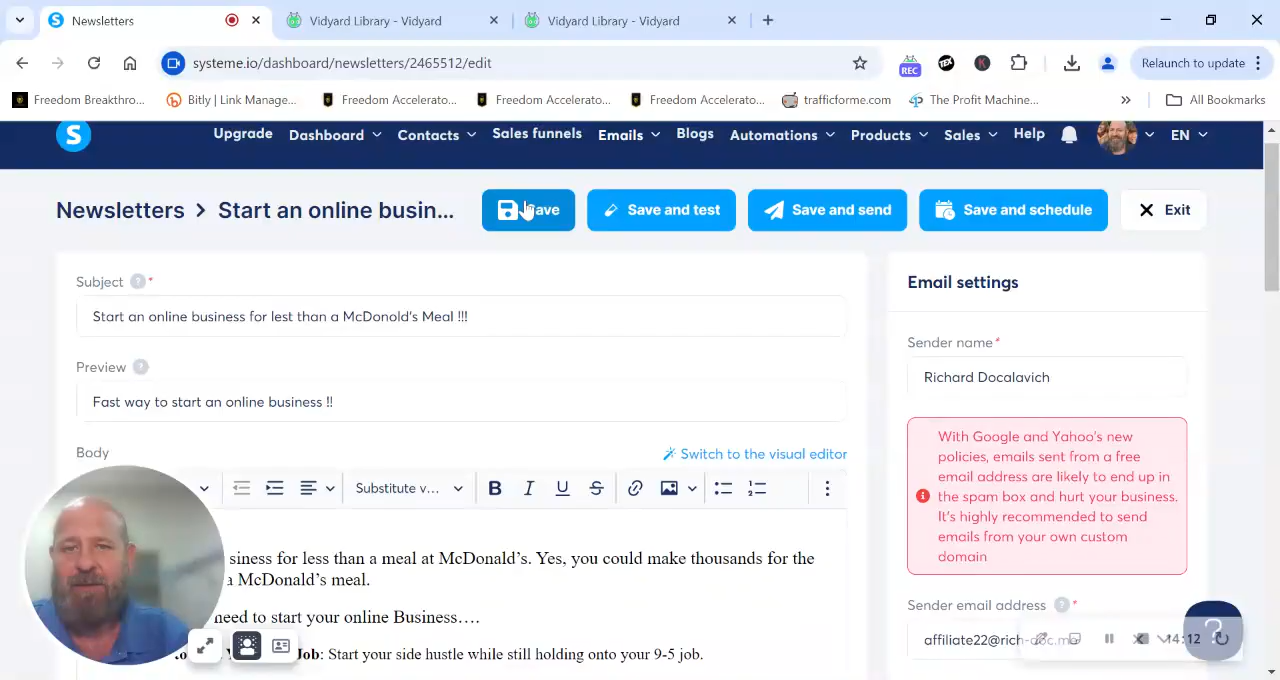 Newsletters
Vidyard Library - Vidyard
Vidyard Library - Vidyard
systeme.io/dashboard/newsletters/2465512/edit
REC
TEX
K
Relaunch to update
Freedom Breakthro...
Bitly | Link Manage...
Freedom Accelerato...
Freedom Accelerato...
Freedom Accelerato...
trafficforme.com
The Profit Machine...
All Bookmarks
S
Upgrade
Dashboard
Contacts
Sales funnels
Emails
Blogs
Automations
Products
Sales
Help
EN
Newsletters > Start an online busin...
Save
Save and test
Save and send
Save and schedule
Exit
Subject ? *
Start an online business for lest than a McDonold's Meal !!!
Preview ?
Fast way to start an online business !!
Body
Switch to the visual editor
Substitute v...
B I U S
siness for less than a meal at McDonald's. Yes, you could make thousands for the
a McDonald's meal.
need to start your online Business….
Job: Start your side hustle while still holding onto your 9-5 job.
Email settings
Sender name*
Richard Docalavich
With Google and Yahoo's new
policies, emails sent from a free
email address are likely to end up in
the spam box and hurt your business.
It's highly recommended to send
emails from your own custom
domain
Sender email address ? *
affiliate22@rich-doc.me
14:12
?